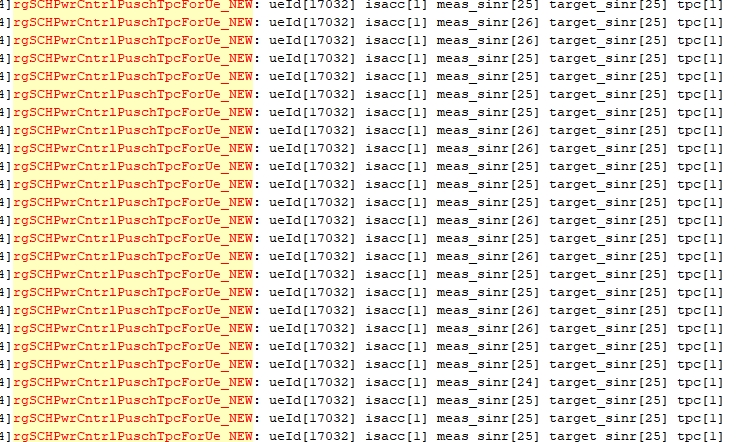 4]rgSCHPwrCntrlPuschTpcForUe_NEW: ueId[17032] isacc[1] meas_sinr[25] target_sinr[25] tpc[1]
4]rgSCHPwrCntrlPuschTpcForUe_NEW: ueId[17032] isacc[1] meas_sinr[26] target_sinr[25] tpc[1]
4]rgSCHPwrCntrlPuschTpcForUe_NEW: ueId[17032] isacc[1] meas_sinr[26] target_sinr[25] tpc[1]
4]rgSCHPwrCntrlPuschTpcForUe_NEW: ueId[17032] isacc[1] meas_sinr[25] target_sinr[25] tpc[1]
4]rgSCHPwrCntrlPuschTpcForUe_NEW: ueId[17032] isacc[1] meas_sinr[25] target_sinr[25] tpc[1]
4]rgSCHPwrCntrlPuschTpcForUe_NEW: ueId[17032] isacc[1] meas_sinr[25] target_sinr[25] tpc[1]
4]rgSCHPwrCntrlPuschTpcForUe_NEW: ueId[17032] isacc[1] meas_sinr[25] target_sinr[25] tpc[1]
4]rgSCHPwrCntrlPuschTpcForUe_NEW: ueId[17032] isacc[1] meas_sinr[26] target_sinr[25] tpc[1]
4]rgSCHPwrCntrlPuschTpcForUe_NEW: ueId[17032] isacc[1] meas_sinr[26] target_sinr[25] tpc[1]
4]rgSCHPwrCntrlPuschTpcForUe_NEW: ueId[17032] isacc[1] meas_sinr[25] target_sinr[25] tpc[1]
4]rgSCHPwrCntrlPuschTpcForUe_NEW: ueId[17032] isacc[1] meas_sinr[25] target_sinr[25] tpc[1]
4]rgSCHPwrCntrlPuschTpcForUe_NEW: ueId[17032] isacc[1] meas_sinr[25] target_sinr[25] tpc[1]
4]rgSCHPwrCntrlPuschTpcForUe_NEW: ueId[17032] isacc[1] meas_sinr[26] target_sinr[25] tpc[1]
4]rgSCHPwrCntrlPuschTpcForUe_NEW: ueId[17032] isacc[1] meas_sinr[25] target_sinr[25] tpc[1]
4]rgSCHPwrCntrlPuschTpcForUe_NEW: ueId[17032] isacc[1] meas_sinr[26] target_sinr[25] tpc[1]
4]rgSCHPwrCntrlPuschTpcForUe_NEW: ueId[17032] isacc[1] meas_sinr[25] target_sinr[25] tpc[1]
4]rgSCHPwrCntrlPuschTpcForUe_NEW: ueId[17032] isacc[1] meas_sinr[25] target_sinr[25] tpc[1]
4]rgSCHPwrCntrlPuschTpcForUe_NEW: ueId[17032] isacc[1] meas_sinr[26] target_sinr[25] tpc[1]
4]rgSCHPwrCntrlPuschTpcForUe_NEW: ueId[17032] isacc[1] meas_sinr[26] target_sinr[25] tpc[1]
4]rgSCHPwrCntrlPuschTpcForUe_NEW: ueId[17032] isacc[1] meas_sinr[25] target_sinr[25] tpc[1]
4]rgSCHPwrCntrlPuschTpcForUe_NEW: ueId[17032] isacc[1] meas_sinr[25] target_sinr[25] tpc[1]
4]rgSCHPwrCntrlPuschTpcForUe_NEW: ueId[17032] isacc[1] meas_sinr[24] target_sinr[25] tpc[1]
4]rgSCHPwrCntrlPuschTpcForUe_NEW: ueId[17032] isacc[1] meas_sinr[25] target_sinr[25] tpc[1]
4]rgSCHPwrCntrlPuschTpcForUe_NEW: ueId[17032] isacc[1] meas_sinr[25] target_sinr[25] tpc[1]
4]rgSCHPwrCntrlPuschTpcForUe_NEW: ueId[17032] isacc[1] meas_sinr[25] target_sinr[25] tpc[1]